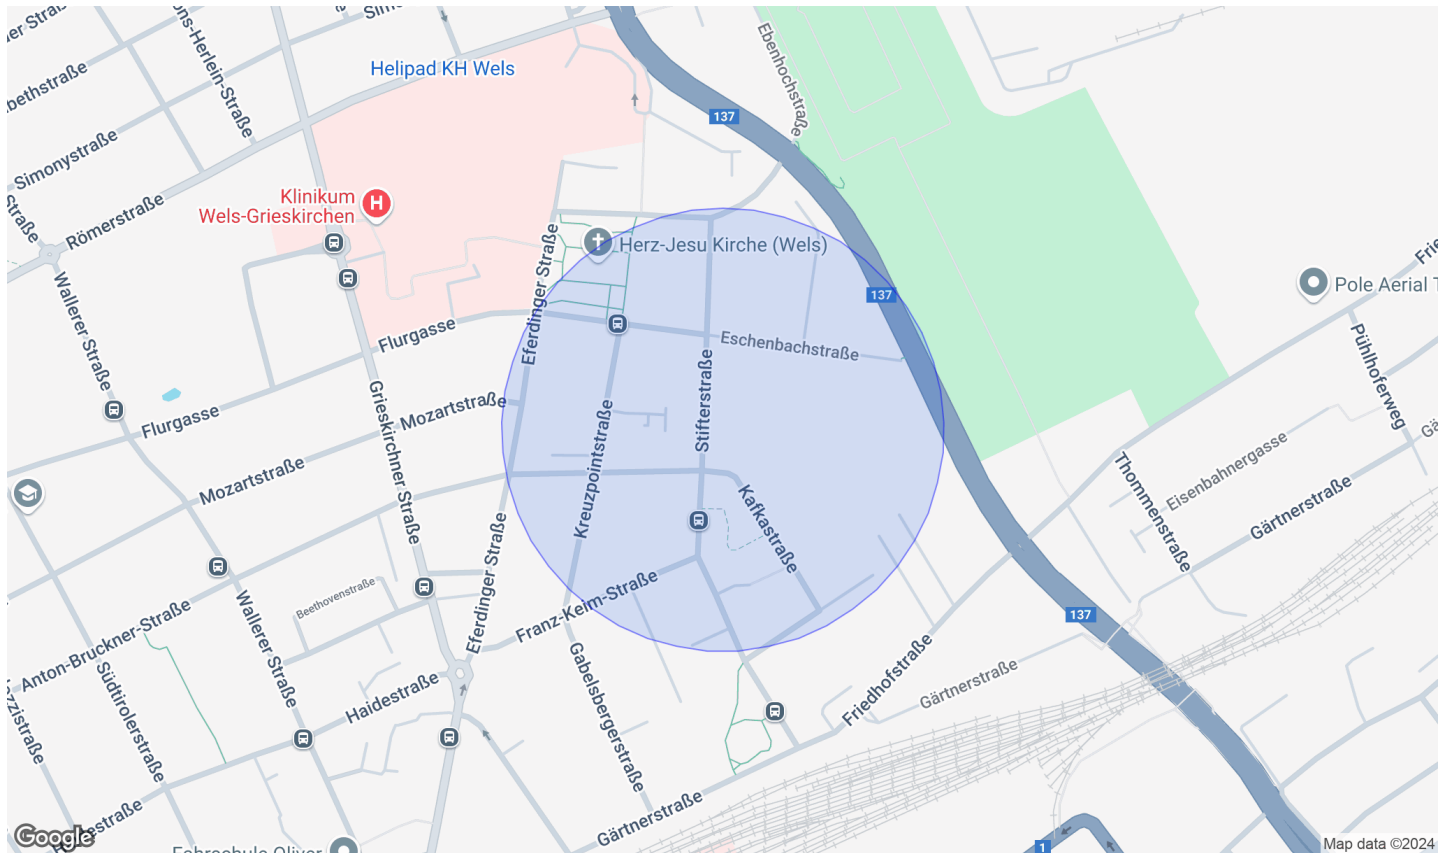 Helipad KH Wels
137
Ebenhochstraße
Simonystraße
Römerstraße
Klinikum
Wels-Grieskirchen
H
Herz-Jesu Kirche (Wels)
137
Pole Aerial T
Wallerer Straße
Flurgasse
Eferdinger Straße
Eschenbachstraße
Pühlhoferweg
Grieskirchner Straße
Mozartstraße
Stifterstraße
Kreuzpointstraße
Flurgasse
Mozartstraße
Thommenstraße
Eisenbahnergasse
Gärtnerstraße
Kafkastraße
Eferdinger Straße
Beethovenstraße
Franz-Keim-Straße
Anton-Bruckner-Straße
Wallerer Straße
137
Südtirolerstraße
Haidestraße
Gabelsbergerstraße
Friedhofstraße
Gärtnerstraße
Gärtnerstraße
Google
Fahrschule Oliver
1
Map data ©2024